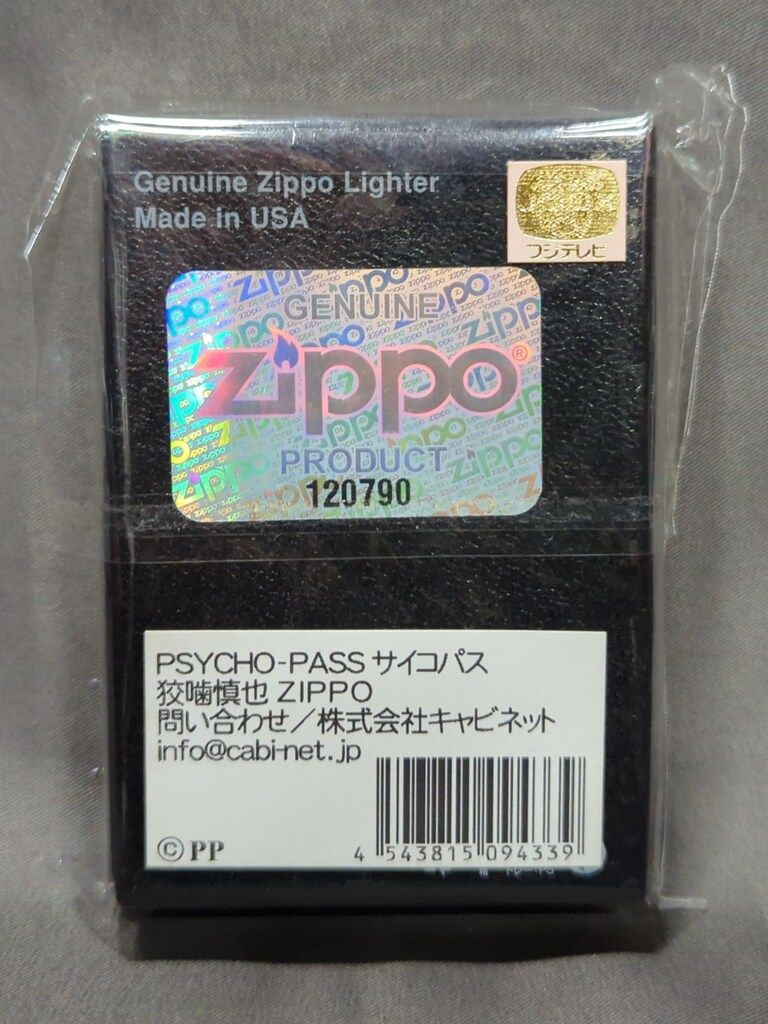 Genuine Zippo Lighter
Made in USA
フジテレビ
GENUINE
zippo®
PRODUCT
120790
PSYCHO-PASS サイコパス
狡噛慎也 ZIPPO
問い合わせ／株式会社キャビネット
info@cabi-net.jp
©PP
4 543815 094339